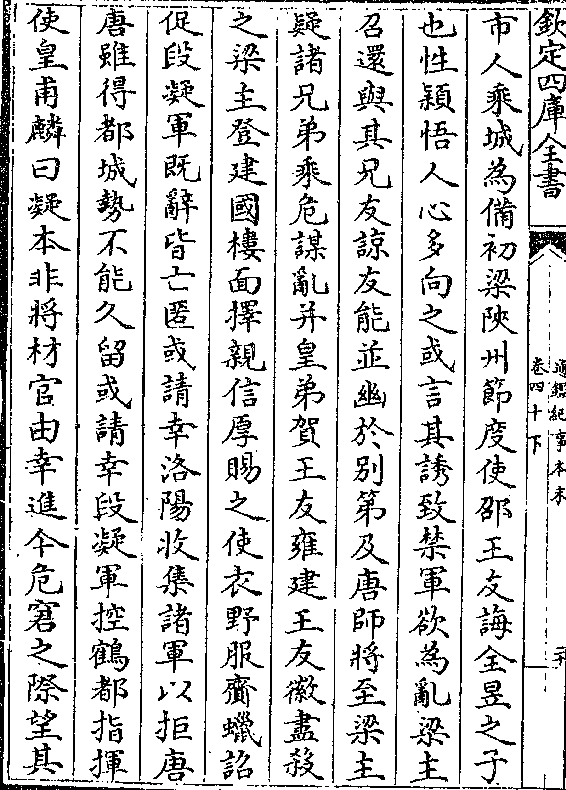 欽定四庫全書
通鑑紀事本末
卷四十下
市人乘城為備初梁陝州節度使邵王友誨全昱之子
也性穎悟人心多向之或言其誘致禁軍欲為亂梁主
召還與其兄友諒友能並幽於別第及唐師將至梁主
疑諸兄弟乘危謀亂并皇弟賀王友雍建王友徽盡殺
之梁主登建國樓面擇親信厚賜之使衣野服齎蠟詔
促段凝軍既辭皆亡匿或請幸洛陽收集諸軍以拒唐
唐雖得都城勢不能久留或請幸段凝軍控鶴都指揮
使皇甫麟曰凝本非將材官由幸進今危窘之際望其